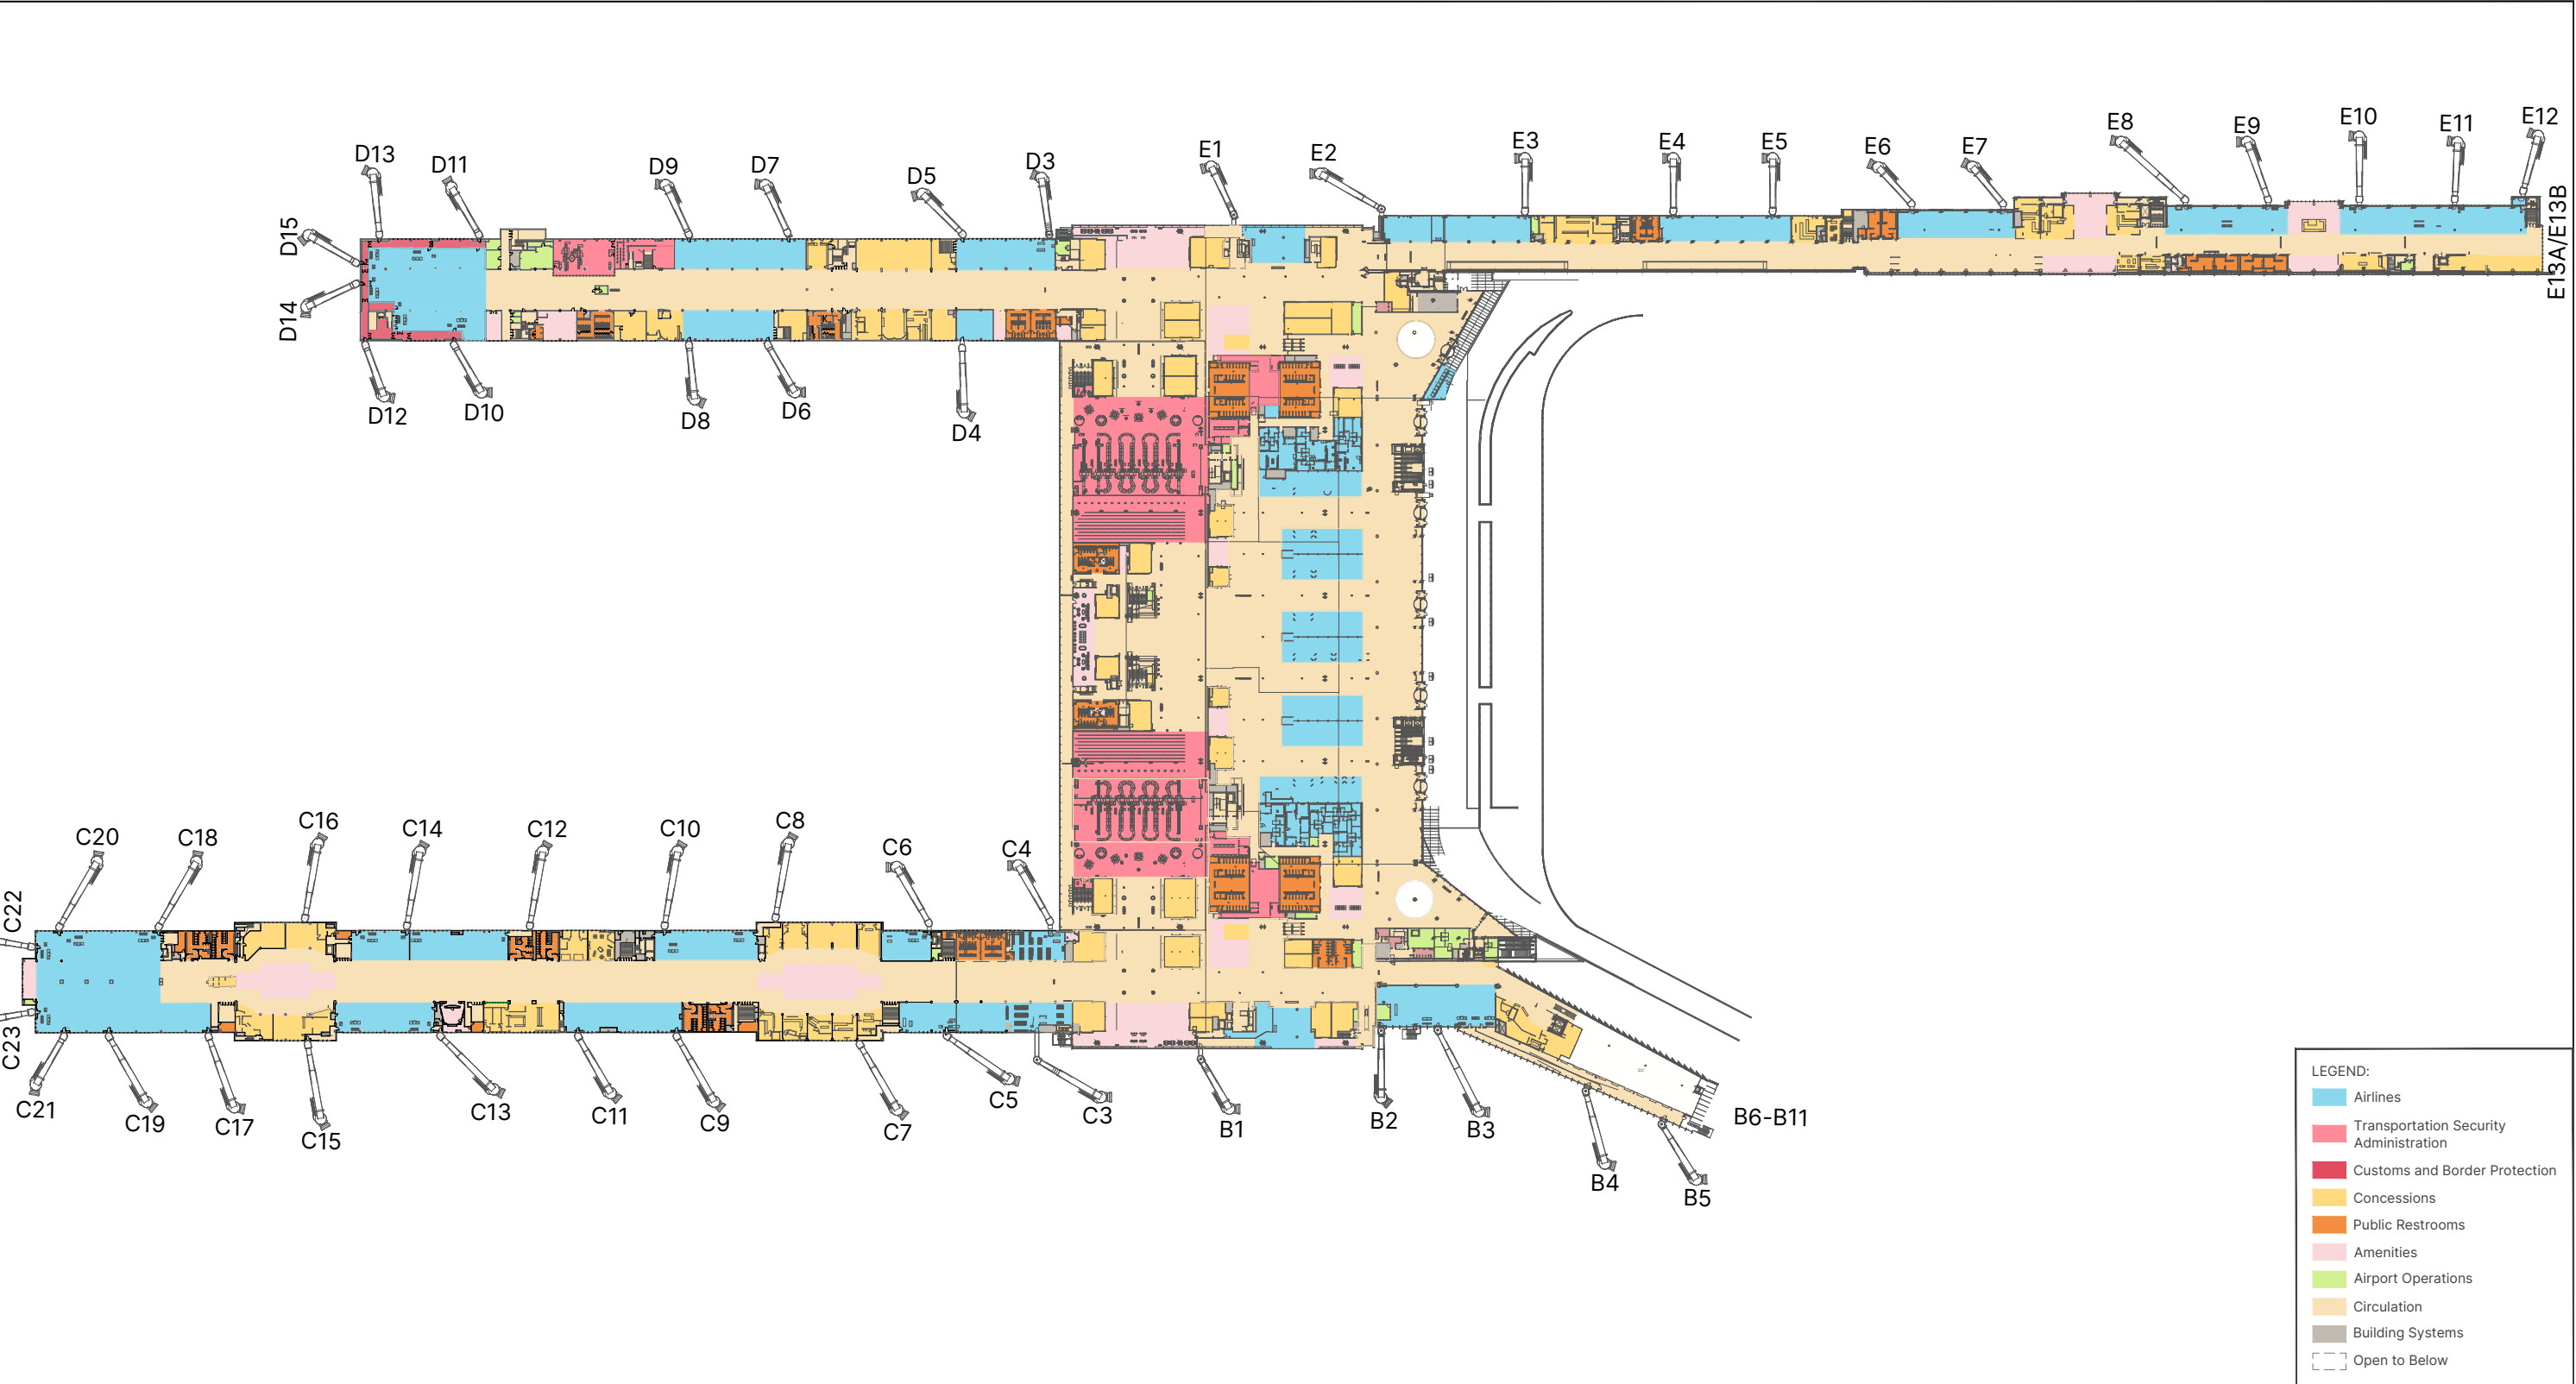 E12
E8
E9
E10
E11
E3
E4
E5
E6
E7
E1
E2
D13
D11
D9
D7
D5
D3
D15
E13A/E13B
D14
D12
D10
D8
D6
D4
C20
C18
C16
C14
C12
C10
C8
C6
C4
C22
C23
C21
C19
C17
C15
C13
C11
C9
C7
C5
C3
B1
B2
B3
B6-B11
B4
B5
LEGEND:
Airlines
Transportation Security
Administration
Customs and Border Protection
Concessions
Public Restrooms
Amenities
Airport Operations
Circulation
Building Systems
Open to Below